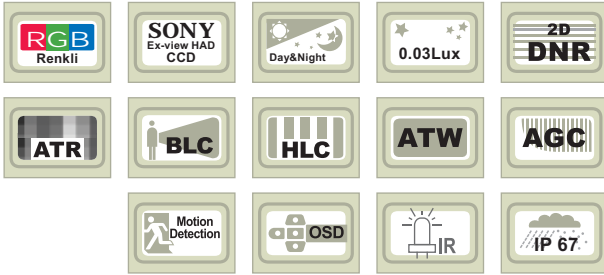 RGB
Renkli
SONY
Ex-view HAD
CCD
Day&Night
0.03Lux
2D
DNR
ATR
BLC
HLC
ATW
AGC
Motion
Detection
OSD
IR
IP 67